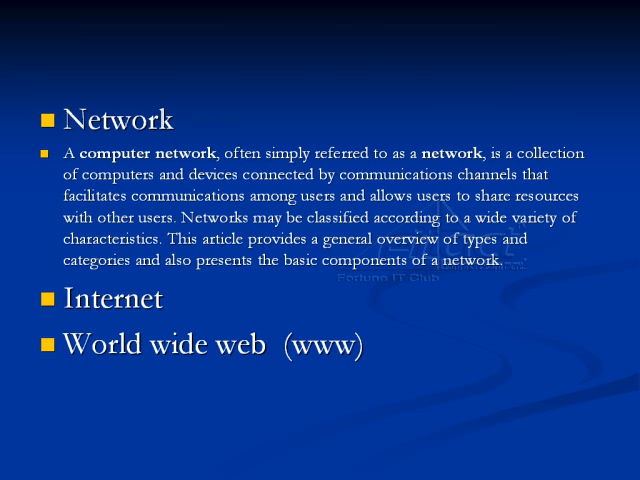 Network
A computer network, often simply referred to as a network, is a collection
of computers and devices connected by communications channels that
facilitates communications among users and allows users to share resources
with other users. Networks may be classified according to a wide variety of
characteristics. This article provides a general overview of types and
categories and also presents the basic components of a network.
Fortune IT Club
Internet
World wide web (www)